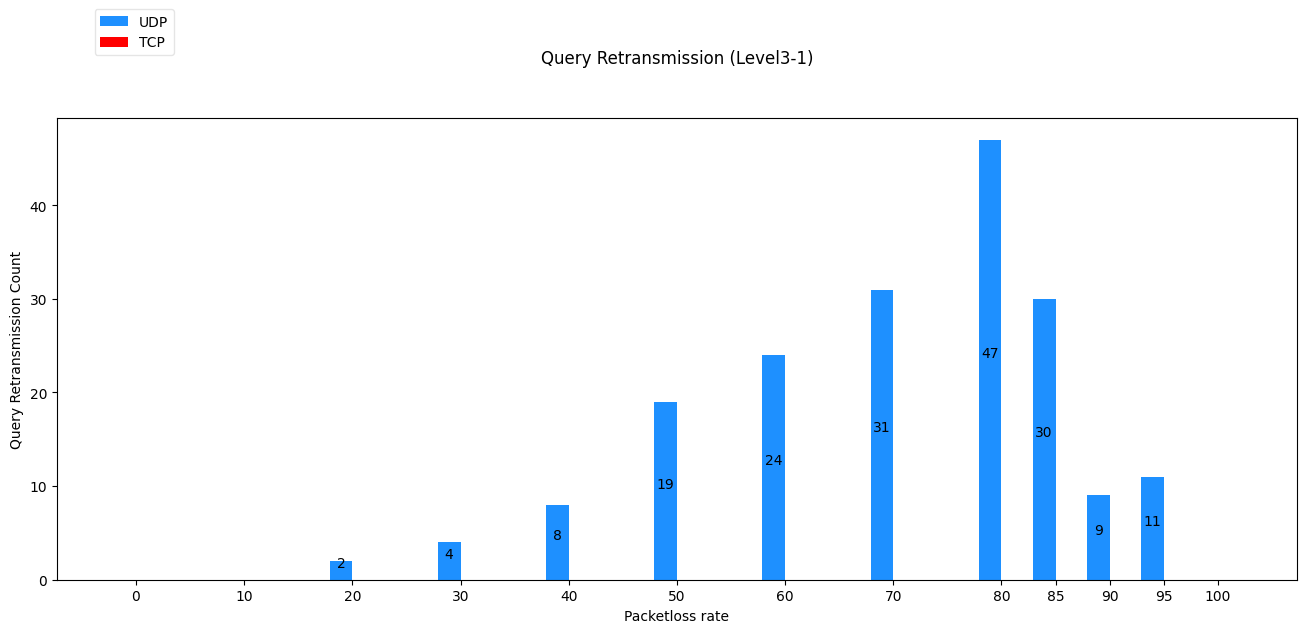 UDP
TCP
Query Retransmission (Level3-1)
Query Retransmission Count
40
30
20
10
0
2
4
8
19
24
31
47
30
9
11
0 10 20 30 40 50 60 70 80 85 90 95 100
Packetloss rate